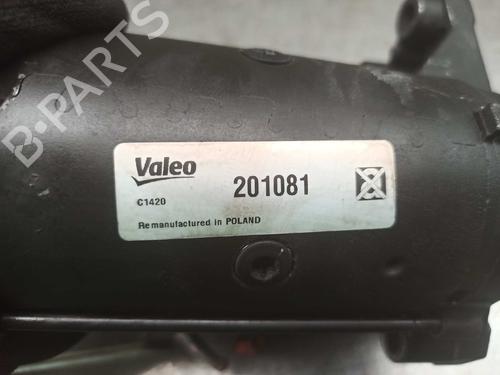 B-PARTS
Valeo
201081
C1420
Remanufactured in POLAND